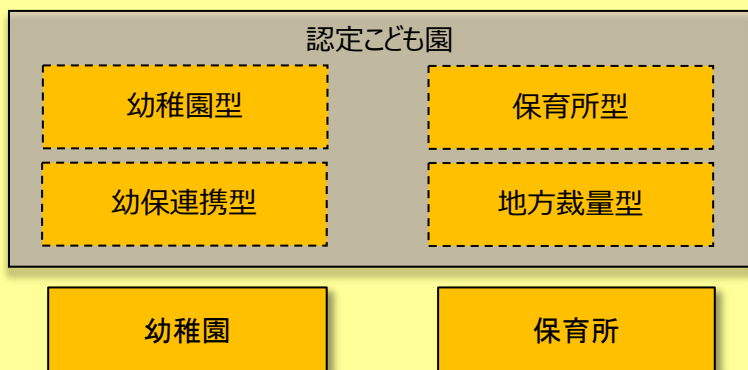 認定こども園
幼稚園型
保育所型
幼保連携型
地方裁量型
幼稚園
保育所